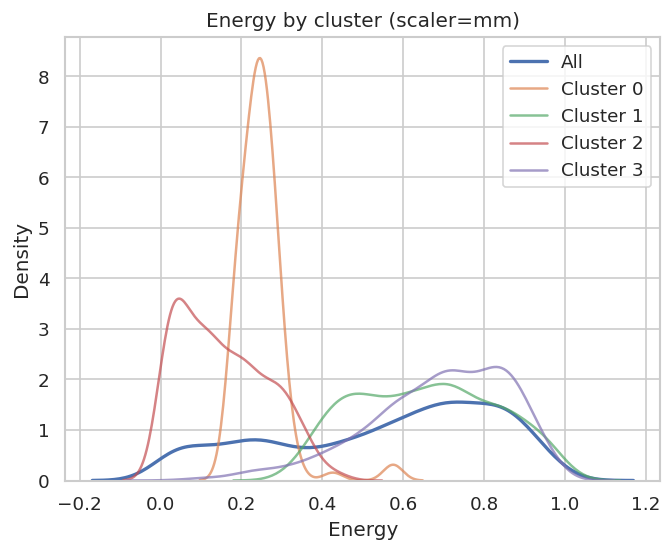 Energy by cluster (scaler=mm)
All
Cluster 0
Cluster 1
Cluster 2
Cluster 3
Density
8
7
6
5
4
3
2
1
0
−0.2 0.0 0.2 0.4 0.6 0.8 1.0 1.2
Energy